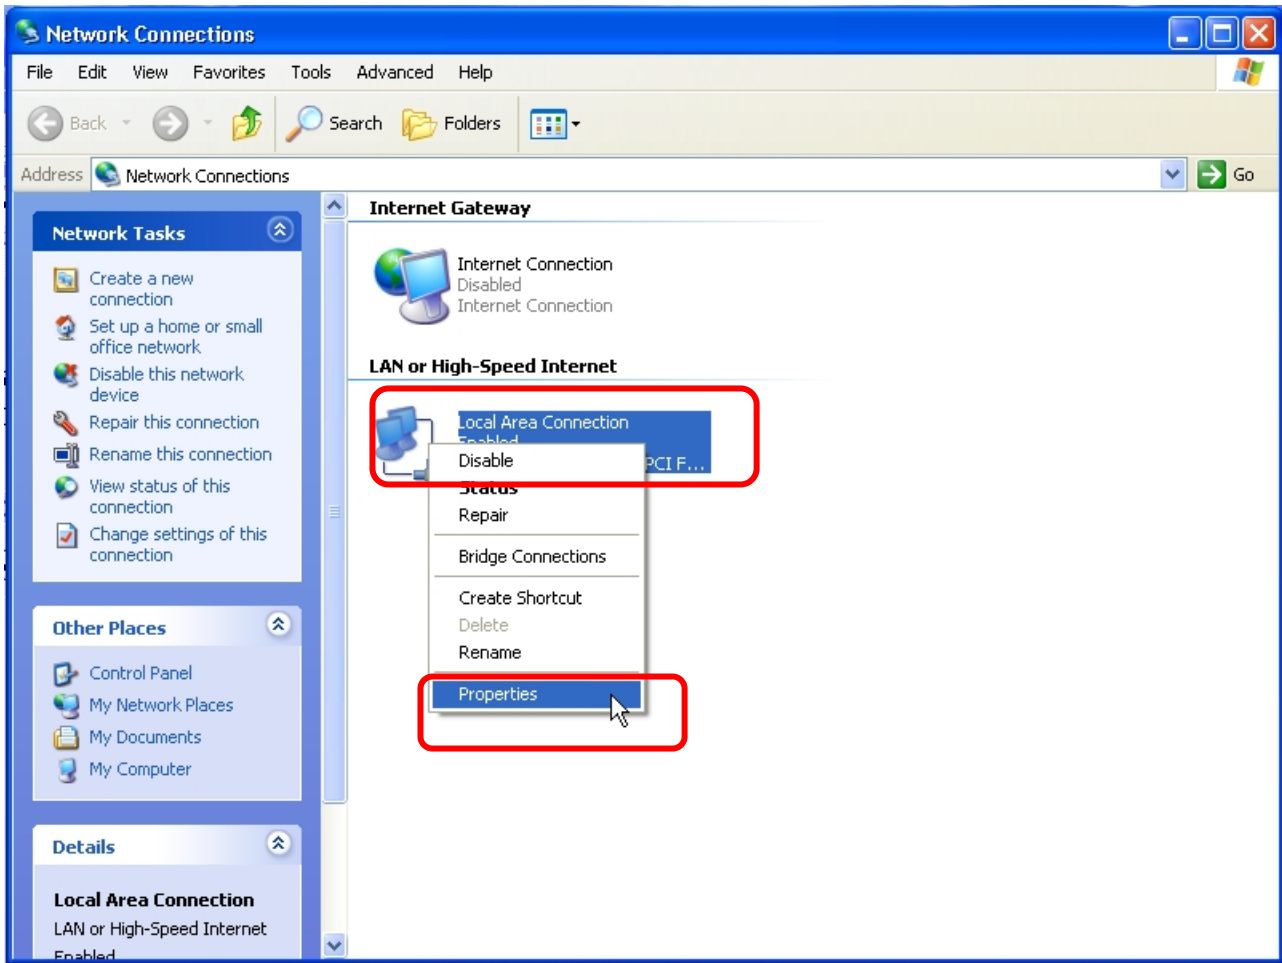 Network Connections
File Edit View Favorites Tools Advanced Help
Back Search Folders
Address Network Connections Go
Network Tasks
Create a new
connection
Set up a home or small
office network
Disable this network
device
Repair this connection
Rename this connection
View status of this
connection
Change settings of this
connection
Other Places
Control Panel
My Network Places
My Documents
My Computer
Details
Local Area Connection
LAN or High-Speed Internet
Enabled
Internet Gateway
Internet Connection
Disabled
Internet Connection
LAN or High-Speed Internet
Local Area Connection
Enabled
PCI F...
Disable
Status
Repair
Bridge Connections
Create Shortcut
Delete
Rename
Properties